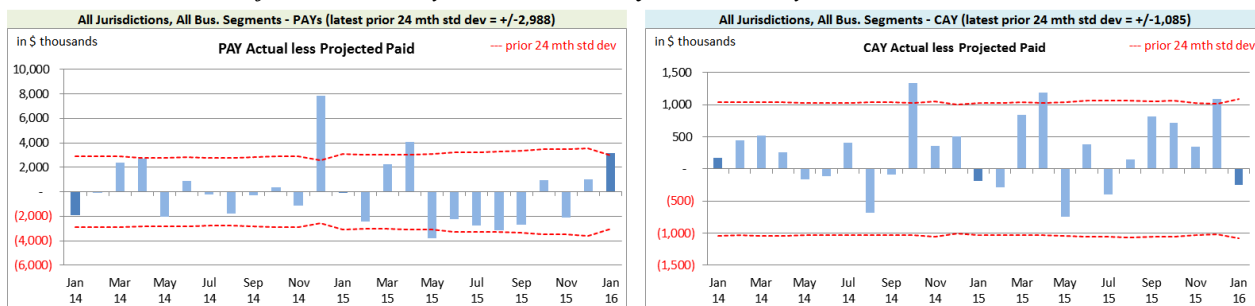 All Jurisdictions, All Bus. Segments - PAYs (latest prior 24 mth std dev = +/-2,988)
in $ thousands
PAY Actual less Projected Paid
--- prior 24 mth std dev
10,000
8,000
6,000
4,000
2,000
-
(2,000)
(4,000)
(6,000)
Jan Mar May Jul Sep Nov Jan Mar May Jul Sep Nov Jan
14 14 14 14 14 14 15 15 15 15 15 15 16
All Jurisdictions, All Bus. Segments - CAY (latest prior 24 mth std dev = +/-1,085)
in $ thousands
CAY Actual less Projected Paid
--- prior 24 mth std dev
1,500
1,000
500
-
(500)
(1,000)
(1,500)
Jan Mar May Jul Sep Nov Jan Mar May Jul Sep Nov Jan
14 14 14 14 14 14 15 15 15 15 15 15 16